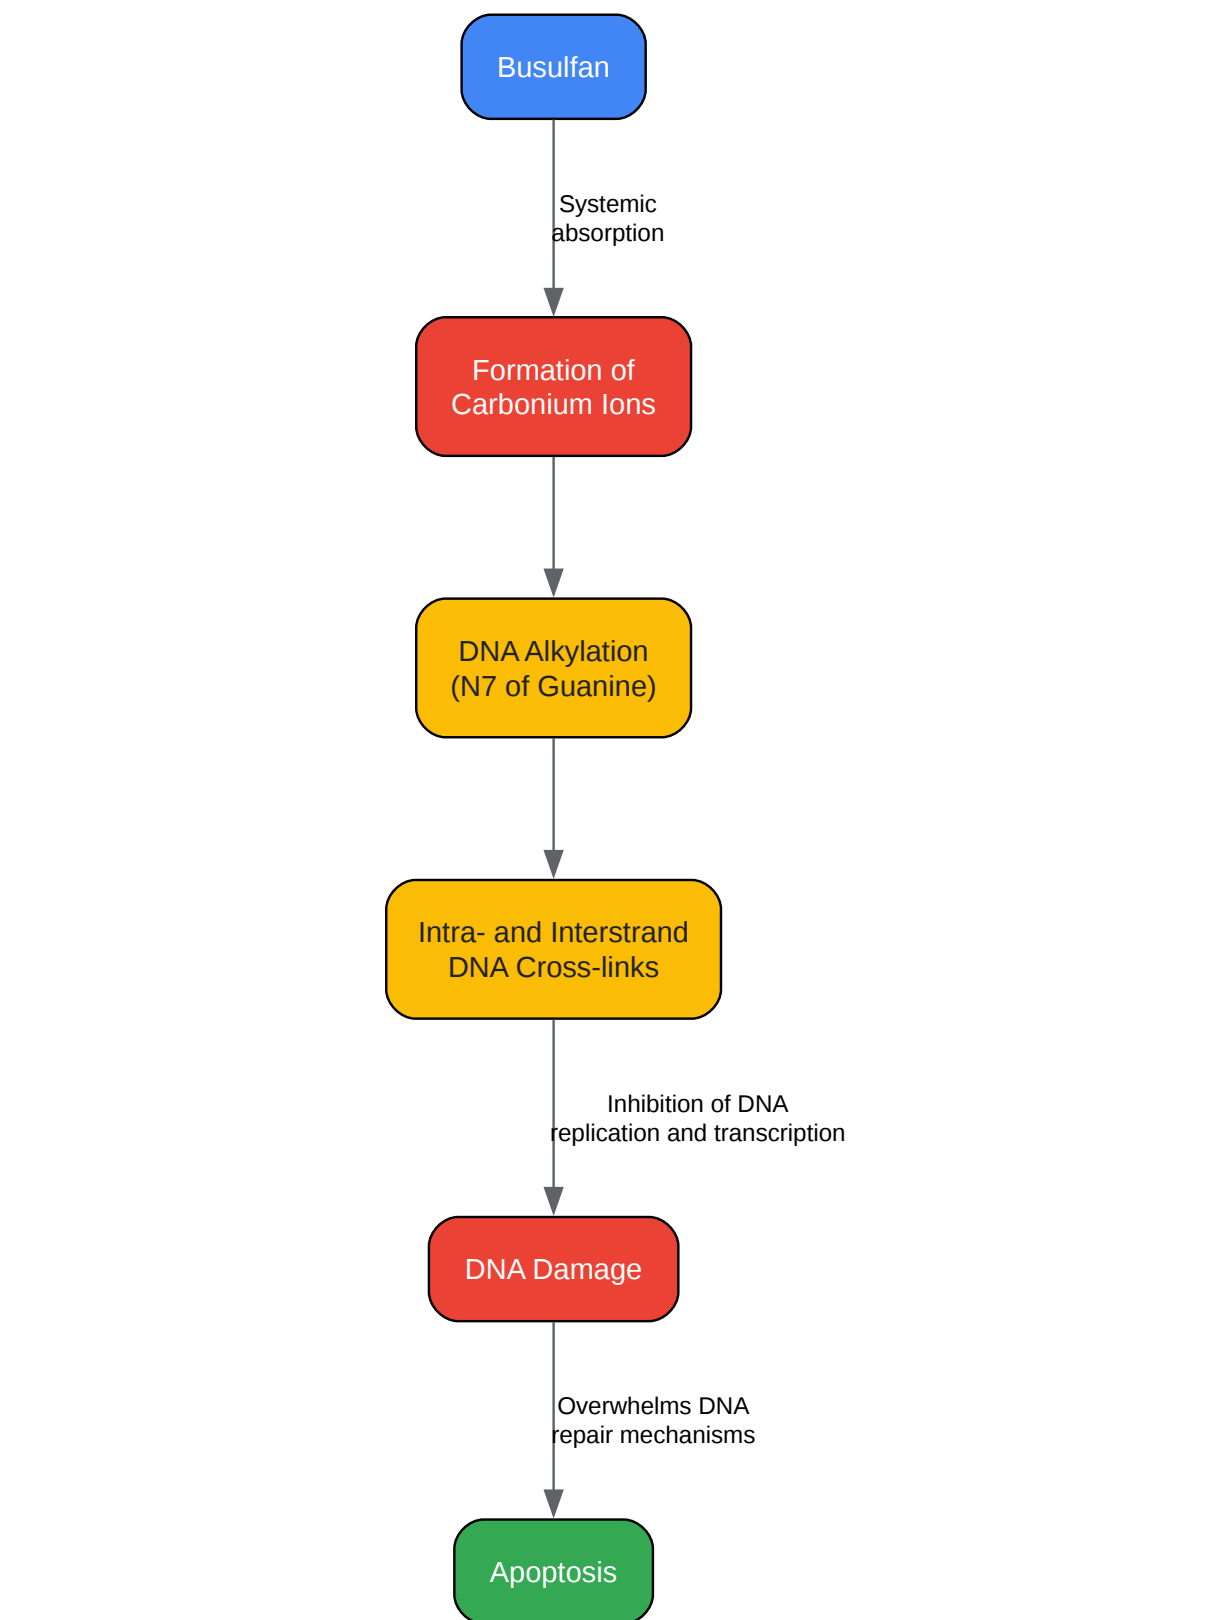 Busulfan
Systemic
absorption
Formation of
Carbonium Ions
DNA Alkylation
(N7 of Guanine)
Intra- and Interstrand
DNA Cross-links
Inhibition of DNA
replication and transcription
DNA Damage
Overwhelms DNA
repair mechanisms
Apoptosis